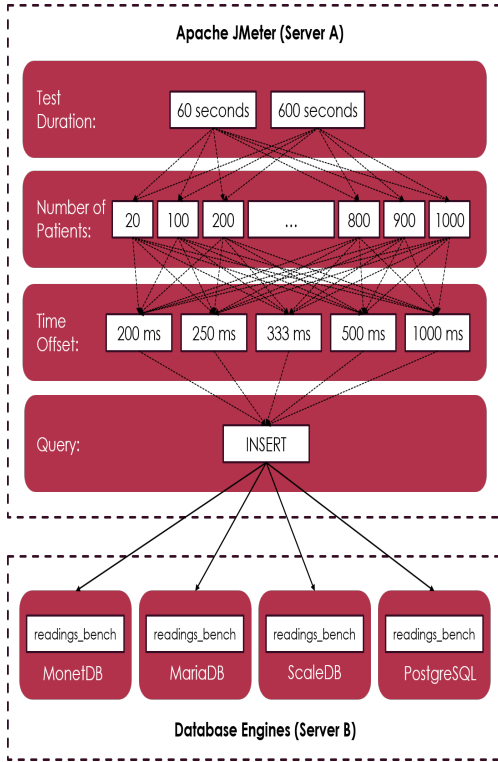 Apache JMeter (Server A)
Test Duration:
60 seconds
600 seconds
Number of Patients:
20
100
200
...
800
900
1000
Time Offset:
200 ms
250 ms
333 ms
500 ms
1000 ms
Query:
INSERT
readings_bench
readings_bench
readings_bench
readings_bench
MonetDB
MariaDB
ScaleDB
PostgreSQL
Database Engines (Server B)